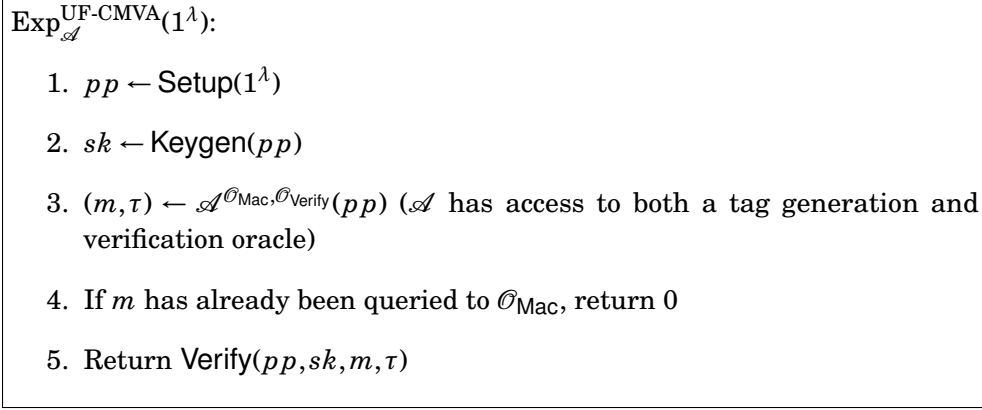 Exp_𝒜^UF-CMVA(1^λ):
1. pp ← Setup(1^λ)
2. sk ← Keygen(pp)
3. (m,τ) ← 𝒜^{𝒪_Mac,𝒪_Verify}(pp) (𝒜 has access to both a tag generation and
verification oracle)
4. If m has already been queried to 𝒪_Mac, return 0
5. Return Verify(pp,sk,m,τ)